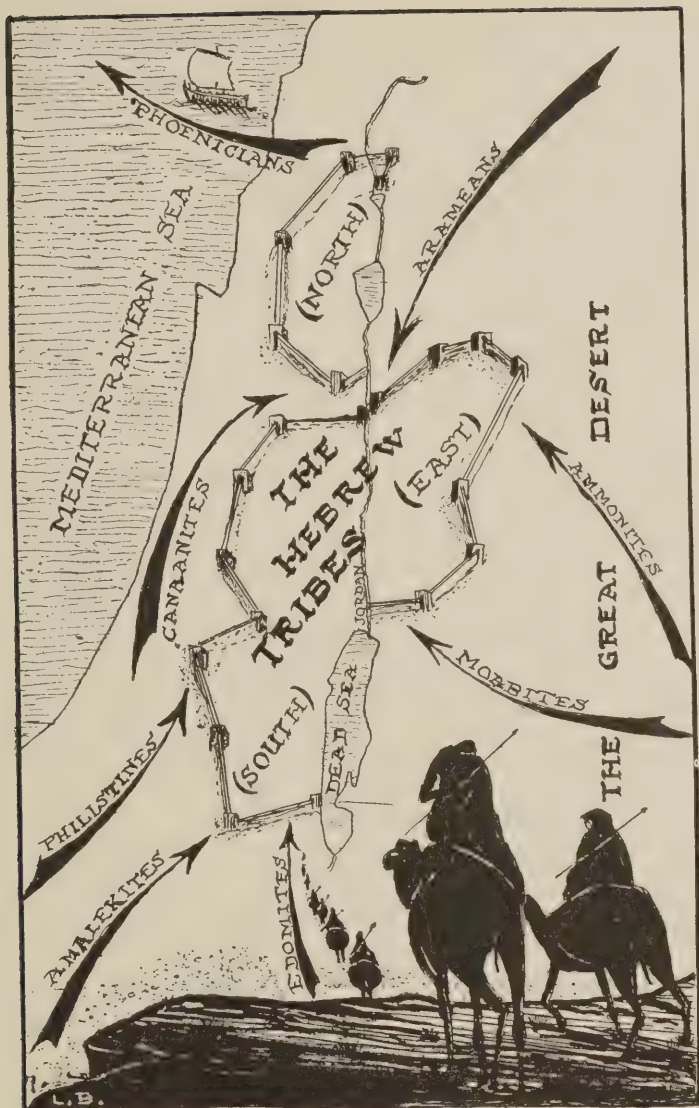 PHOENICIANS
MEDITERRANEAN SEA
ARAMEANS
(NORTH)
THE GREAT DESERT
CANAANITES
THE
HEBREW
TRIBES
(EAST)
AMMONITES
JORDAN
MOABITES
DEAD SEA
(SOUTH)
PHILISTINES
AMALEKITES
EDOMITES
L.B.